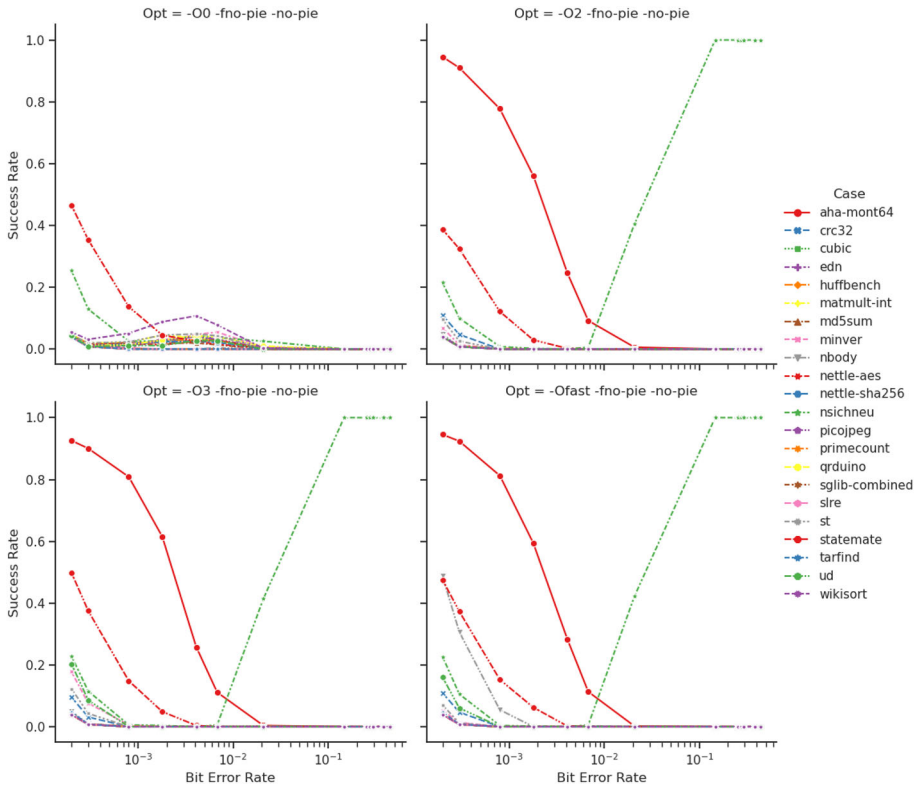 Opt = -O0 -fno-pie -no-pie
Opt = -O2 -fno-pie -no-pie
1.0
0.8
0.6
0.4
0.2
0.0
Success Rate
Opt = -O3 -fno-pie -no-pie
Opt = -Ofast -fno-pie -no-pie
1.0
0.8
0.6
0.4
0.2
0.0
Success Rate
10⁻³
10⁻²
10⁻¹
Bit Error Rate
10⁻³
10⁻²
10⁻¹
Bit Error Rate
Case
aha-mont64
crc32
cubic
edn
huffbench
matmult-int
md5sum
minver
nbody
nettle-aes
nettle-sha256
nsichneu
picojpeg
primecount
qrduino
sglib-combined
slre
st
statemate
tarfind
ud
wikisort